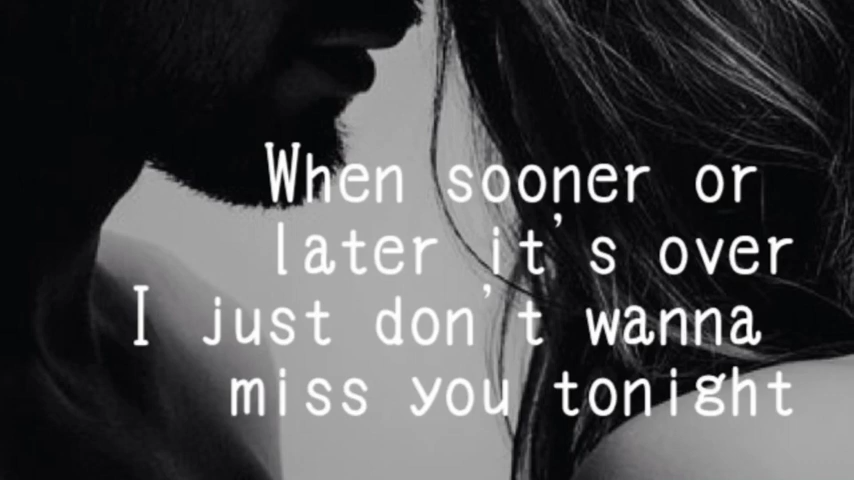 When sooner or
later it's over
I just don't wanna
miss you tonight